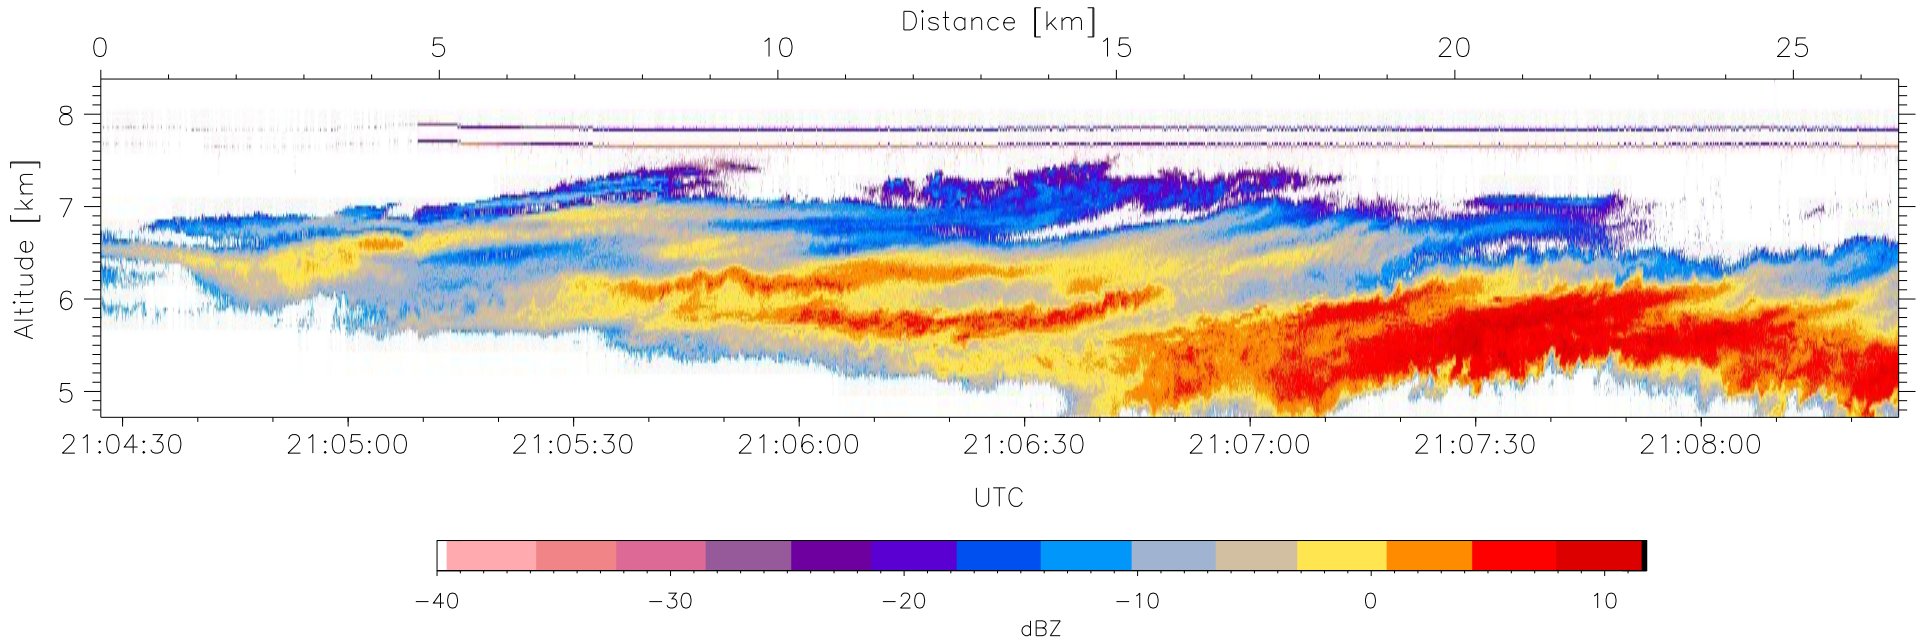 Distance [km]
0 5 10 15 20 25
Altitude [km]
8
7
6
5
21:04:30 21:05:00 21:05:30 21:06:00 21:06:30 21:07:00 21:07:30 21:08:00
UTC
−40 −30 −20 −10 0 10
dBZ